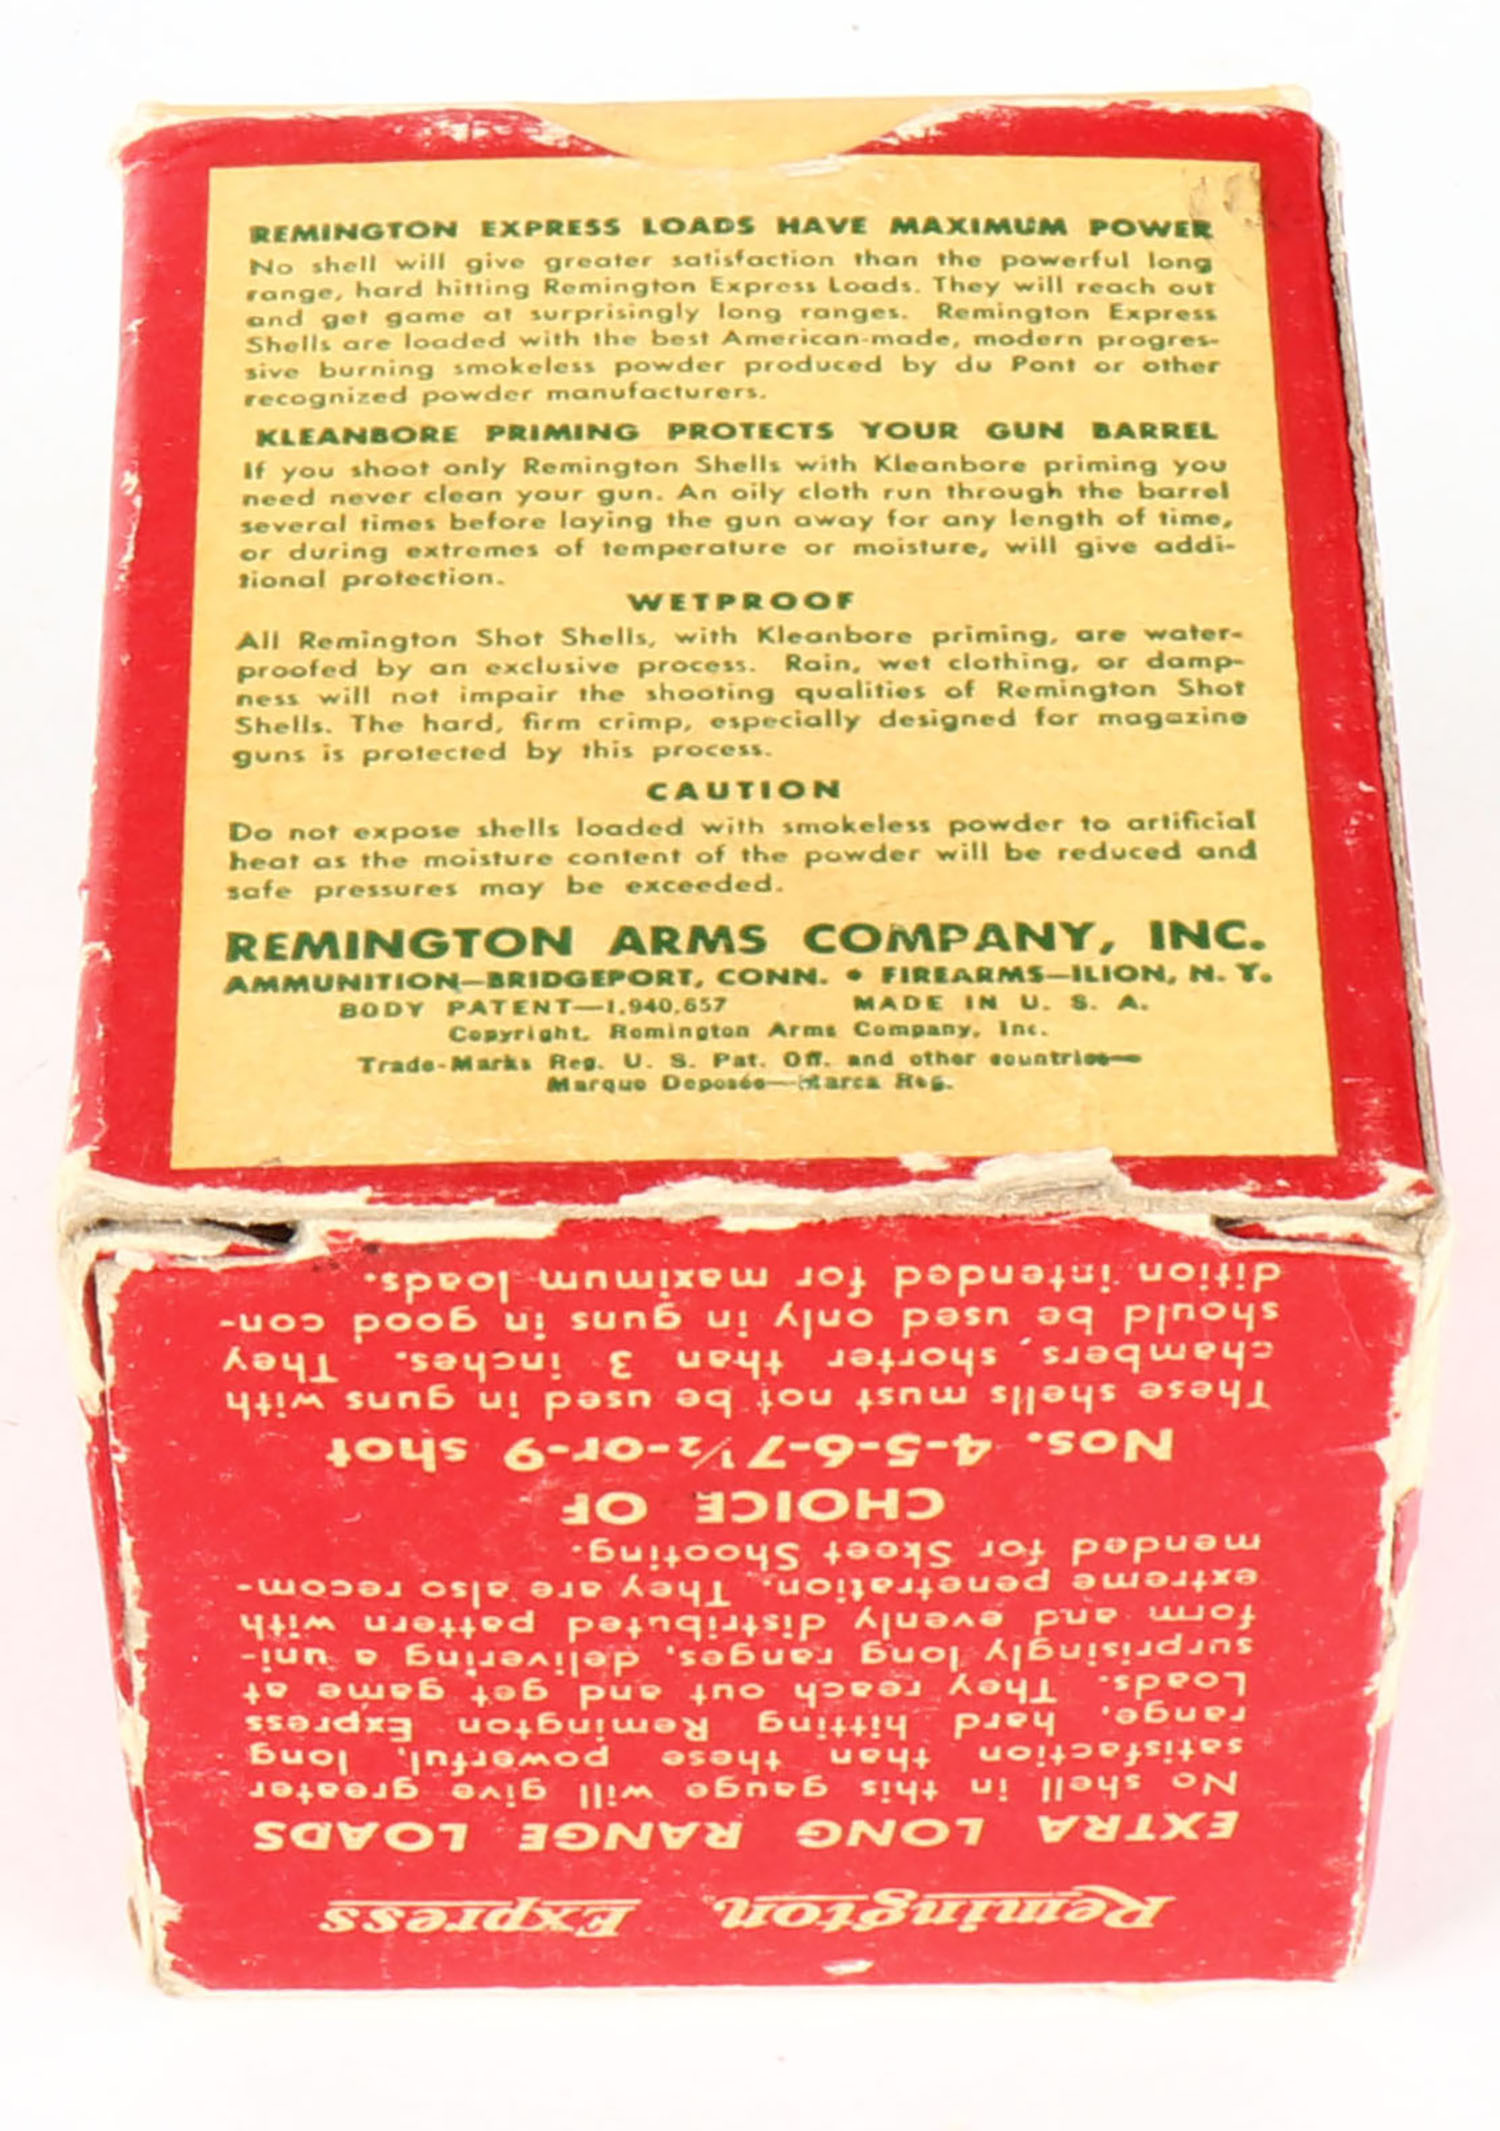 REMINGTON EXPRESS LOADS HAVE MAXIMUM POWER
No shell will give greater satisfaction than the powerful long
range, hard hitting Remington Express Loads. They will reach out
and get game at surprisingly long ranges. Remington Express
Shells are loaded with the best American-made, modern progres-
sive burning smokeless powder produced by du Pont or other
recognized powder manufacturers.
KLEANBORE PRIMING PROTECTS YOUR GUN BARREL
If you shoot only Remington Shells with Kleanbore priming you
need never clean your gun. An oily cloth run through the barrel
several times before laying the gun away for any length of time,
or during extremes of temperature or moisture, will give addi-
tional protection.
WETPROOF
All Remington Shot Shells, with Kleanbore priming, are water-
proofed by an exclusive process. Rain, wet clothing, or damp-
ness will not impair the shooting qualities of Remington Shot
Shells. The hard, firm crimp, especially designed for magazine
guns is protected by this process.
CAUTION
Do not expose shells loaded with smokeless powder to artificial
heat as the moisture content of the powder will be reduced and
safe pressures may be exceeded.
REMINGTON ARMS COMPANY, INC.
AMMUNITION—BRIDGEPORT, CONN. • FIREARMS—ILION, N. Y.
BODY PATENT—1,940,657 MADE IN U. S. A.
Copyright, Remington Arms Company, Inc.
Trade-Marks Reg. U. S. Pat. Off. and other countries—
Marque Deposée—Marca Reg.
Remington, Express
EXTRA LONG RANGE LOADS
No shell in this gauge will give greater
satisfaction than these powerful, long
range, hard hitting Remington Express
Loads. They reach out and get game at
surprisingly long ranges, delivering a uni-
form and evenly distributed pattern with
extreme penetration. They are also recom-
mended for Skeet Shooting.
CHOICE OF
Nos. 4-5-6-7½-or-9 shot
These shells must not be used in guns with
chambers shorter than 3 inches. They
should be used only in guns in good con-
dition intended for maximum loads.